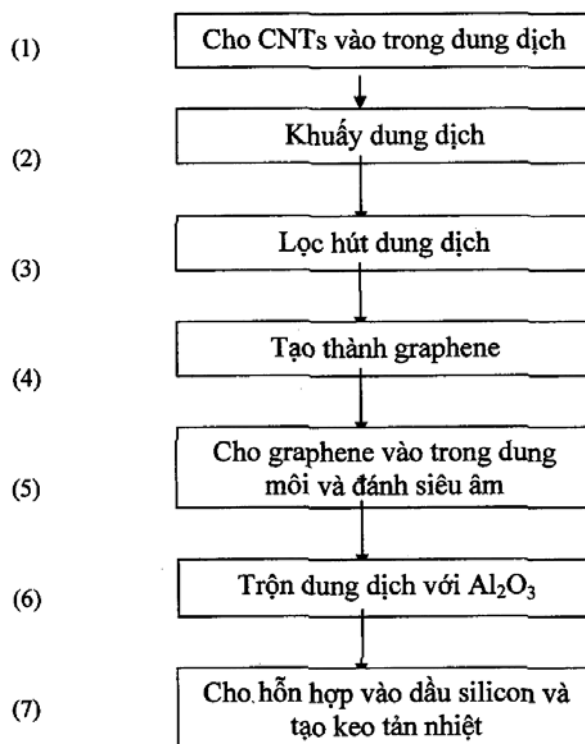 (1) Cho CNTs vào trong dung dịch
(2) Khuấy dung dịch
(3) Lọc hút dung dịch
(4) Tạo thành graphene
(5) Cho graphene vào trong dung
môi và đánh siêu âm
(6) Trộn dung dịch với Al₂O₃
(7) Cho hỗn hợp vào dầu silicon và
tạo keo tản nhiệt